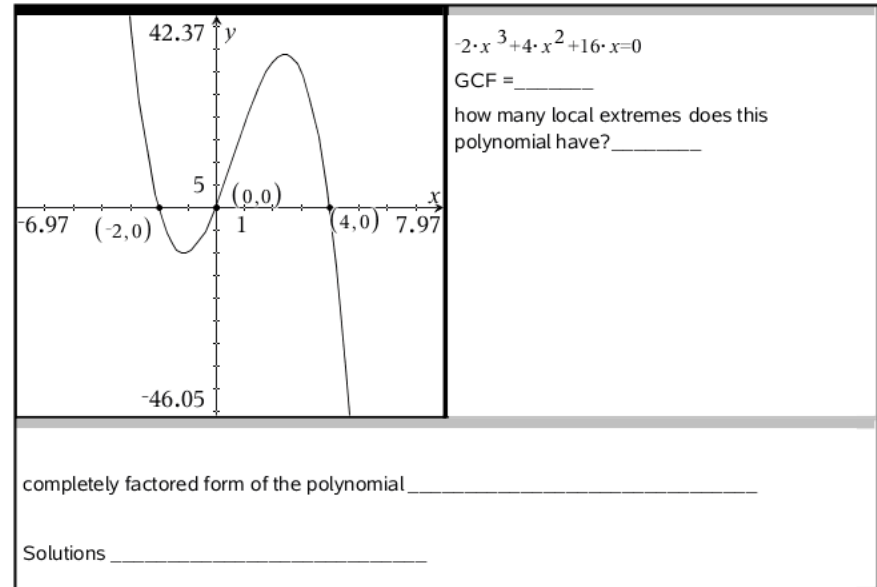 42.37 y
-2·x³+4·x²+16·x=0
GCF =_______
how many local extremes does this
polynomial have?________
5 (0,0) x
-6.97 (-2,0) 1 (4,0) 7.97
-46.05
completely factored form of the polynomial_______________________________
Solutions ____________________________